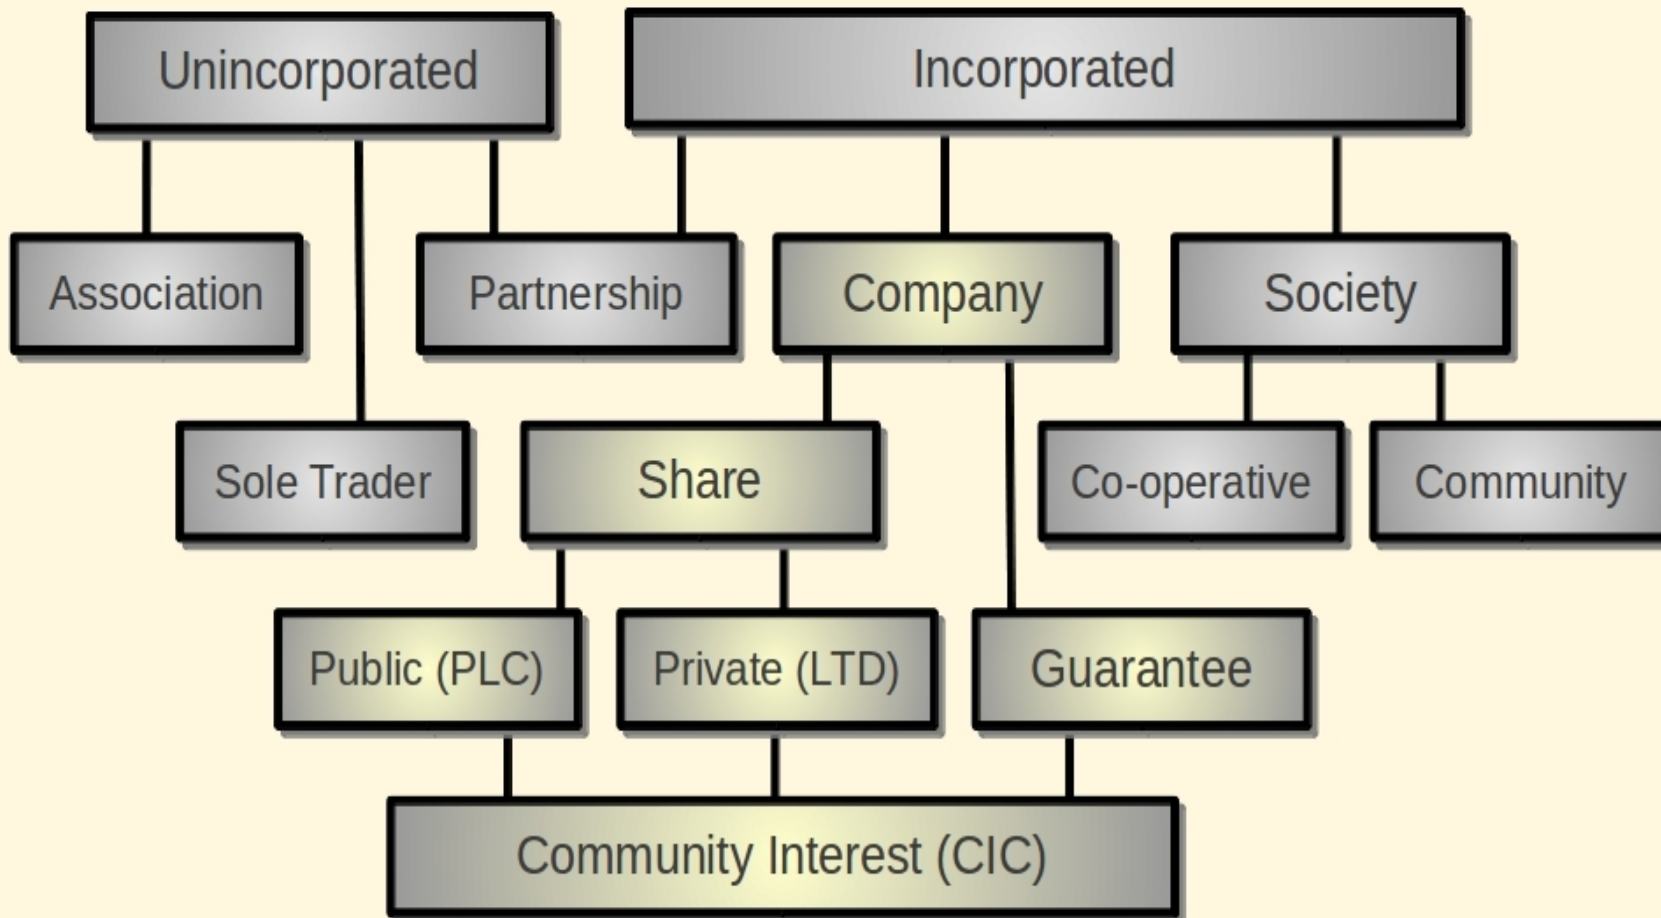 Unincorporated
Incorporated
Association
Partnership
Company
Society
Sole Trader
Share
Co-operative
Community
Public (PLC)
Private (LTD)
Guarantee
Community Interest (CIC)